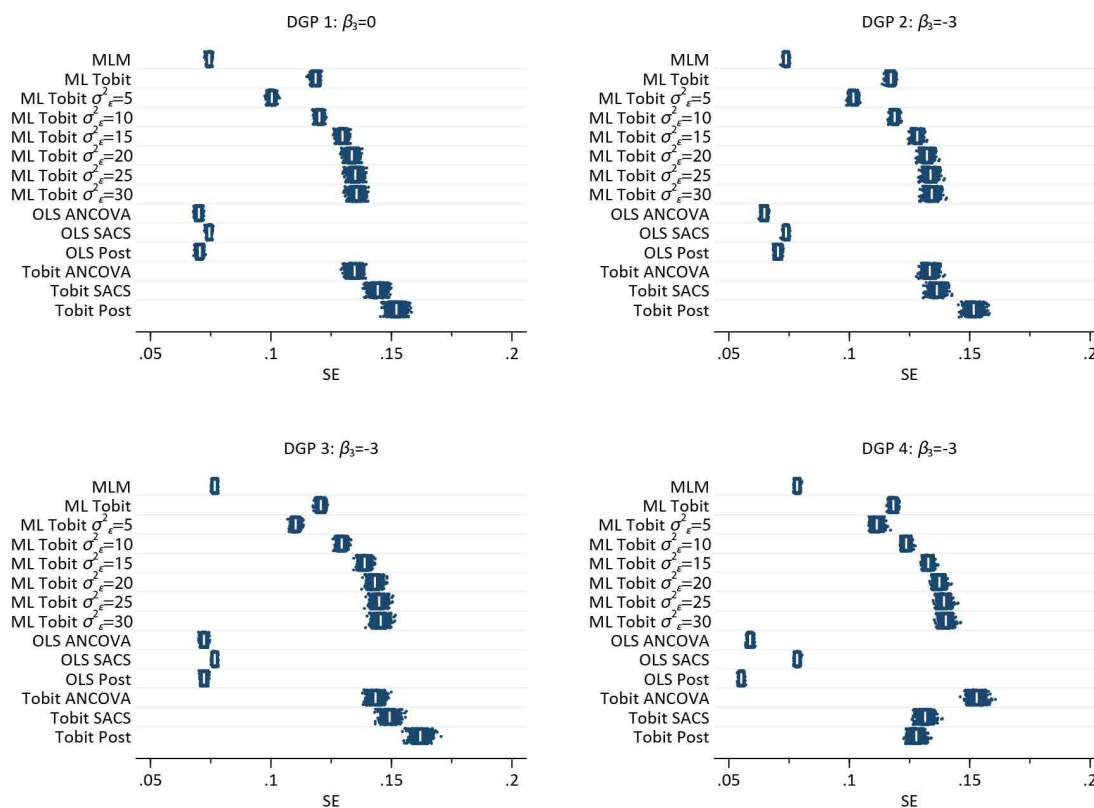 DGP 1: β₃=0
MLM
ML Tobit
ML Tobit σ²ε=5
ML Tobit σ²ε=10
ML Tobit σ²ε=15
ML Tobit σ²ε=20
ML Tobit σ²ε=25
ML Tobit σ²ε=30
OLS ANCOVA
OLS SACS
OLS Post
Tobit ANCOVA
Tobit SACS
Tobit Post
.05 .1 .15 .2
SE
DGP 2: β₃=-3
MLM
ML Tobit
ML Tobit σ²ε=5
ML Tobit σ²ε=10
ML Tobit σ²ε=15
ML Tobit σ²ε=20
ML Tobit σ²ε=25
ML Tobit σ²ε=30
OLS ANCOVA
OLS SACS
OLS Post
Tobit ANCOVA
Tobit SACS
Tobit Post
.05 .1 .15 .2
SE
DGP 3: β₃=-3
MLM
ML Tobit
ML Tobit σ²ε=5
ML Tobit σ²ε=10
ML Tobit σ²ε=15
ML Tobit σ²ε=20
ML Tobit σ²ε=25
ML Tobit σ²ε=30
OLS ANCOVA
OLS SACS
OLS Post
Tobit ANCOVA
Tobit SACS
Tobit Post
.05 .1 .15 .2
SE
DGP 4: β₃=-3
MLM
ML Tobit
ML Tobit σ²ε=5
ML Tobit σ²ε=10
ML Tobit σ²ε=15
ML Tobit σ²ε=20
ML Tobit σ²ε=25
ML Tobit σ²ε=30
OLS ANCOVA
OLS SACS
OLS Post
Tobit ANCOVA
Tobit SACS
Tobit Post
.05 .1 .15 .2
SE